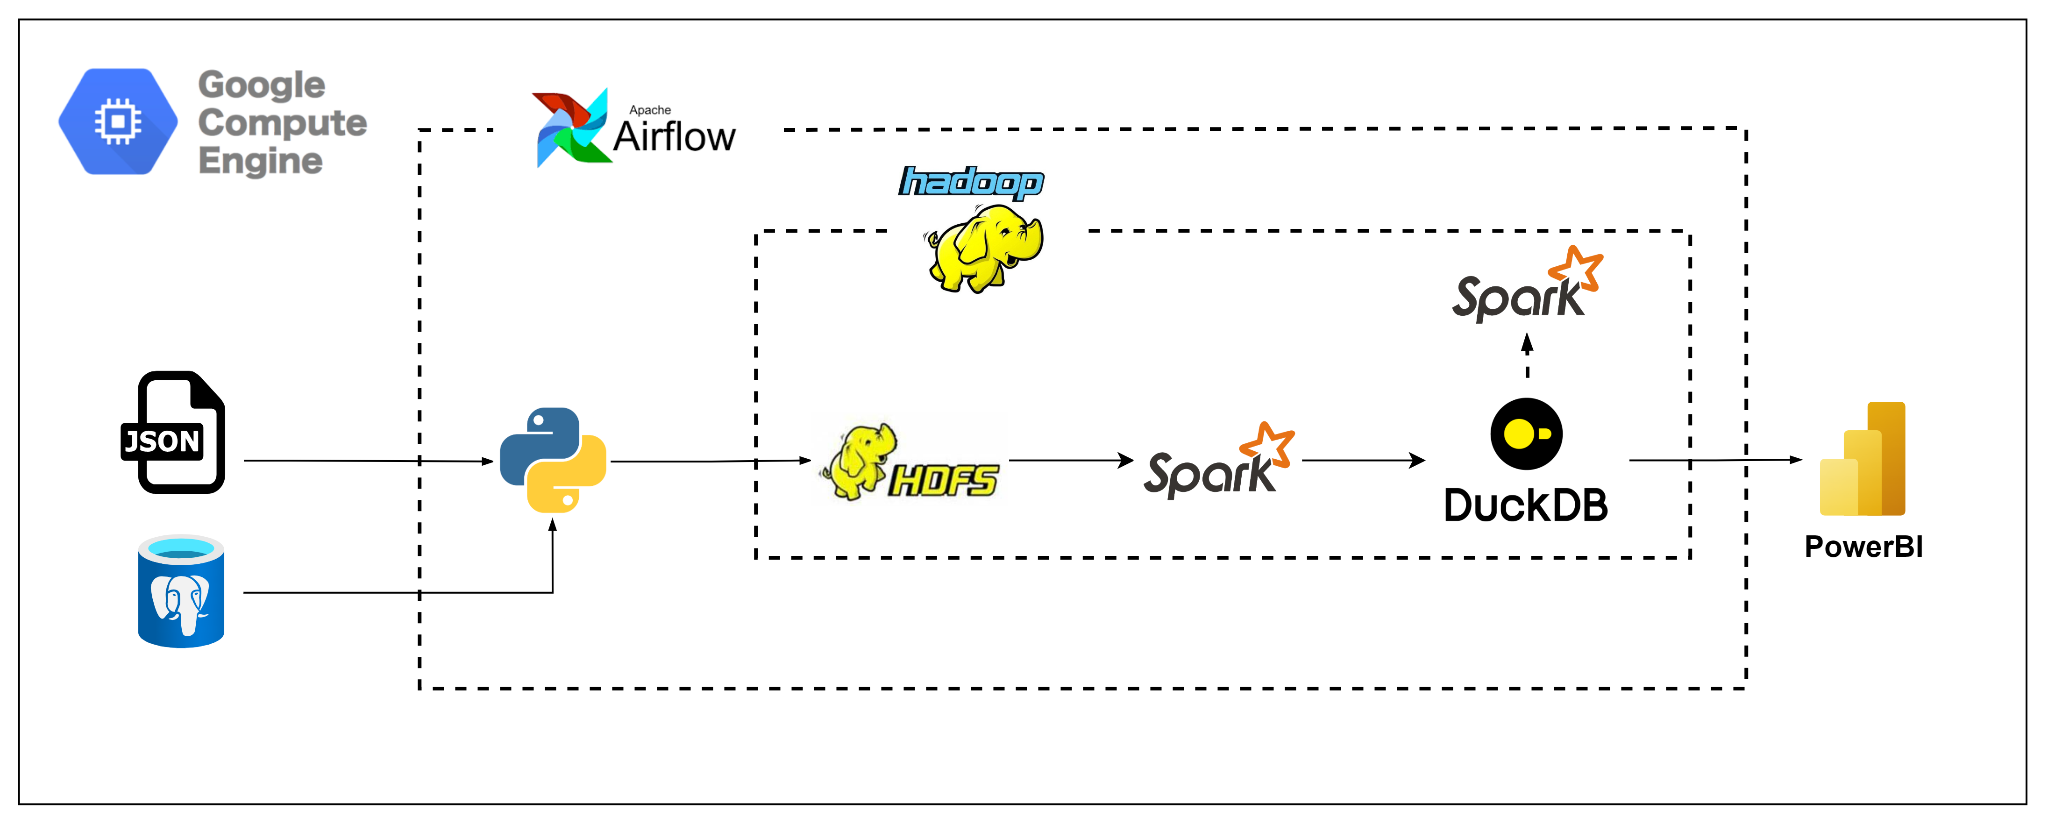 Google
Compute
Engine
Apache
Airflow
hadoop
Spark
JSON
HDFS
Spark
DuckDB
PowerBI